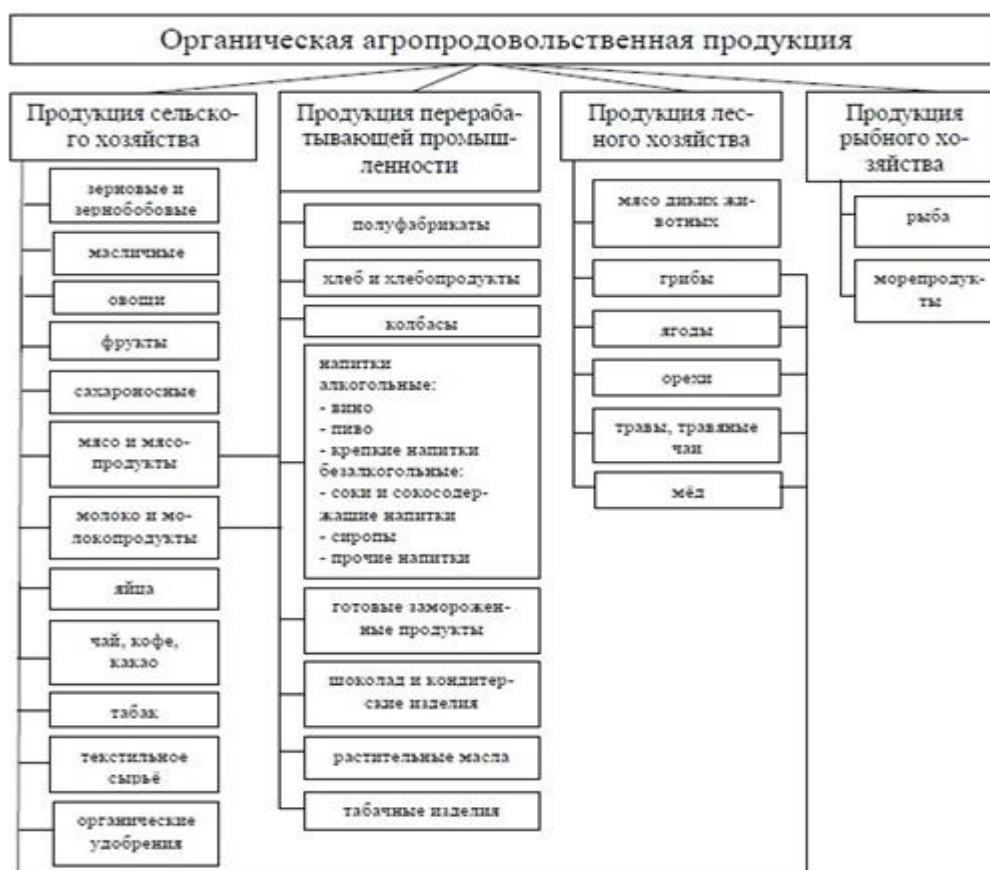 Органическая агропродовольственная продукция
Продукция сельско-
го хозяйства
зерновые и
зернобобовые
масличные
овощи
фрукты
сахароносные
мясо и мясо-
продукты
молоко и мо-
локопродукты
яйца
чай, кофе,
какао
табак
текстильное
сырьё
органические
удобрения
Продукция перераба-
тывающей промыш-
ленности
полуфабрикаты
хлеб и хлебопродукты
колбасы
напитки
алкогольные:
- вино
- пиво
- крепкие напитки
безалкогольные:
- соки и сокосодер-
жащие напитки
- сиропы
- прочие напитки
готовые заморожен-
ные продукты
шоколад и кондитер-
ские изделия
растительные масла
табачные изделия
Продукция лес-
ного хозяйства
мясо диких жи-
вотных
грибы
ягоды
орехи
травы, травяные
чаи
мёд
Продукция
рыбного хо-
зяйства
рыба
морепродук-
ты